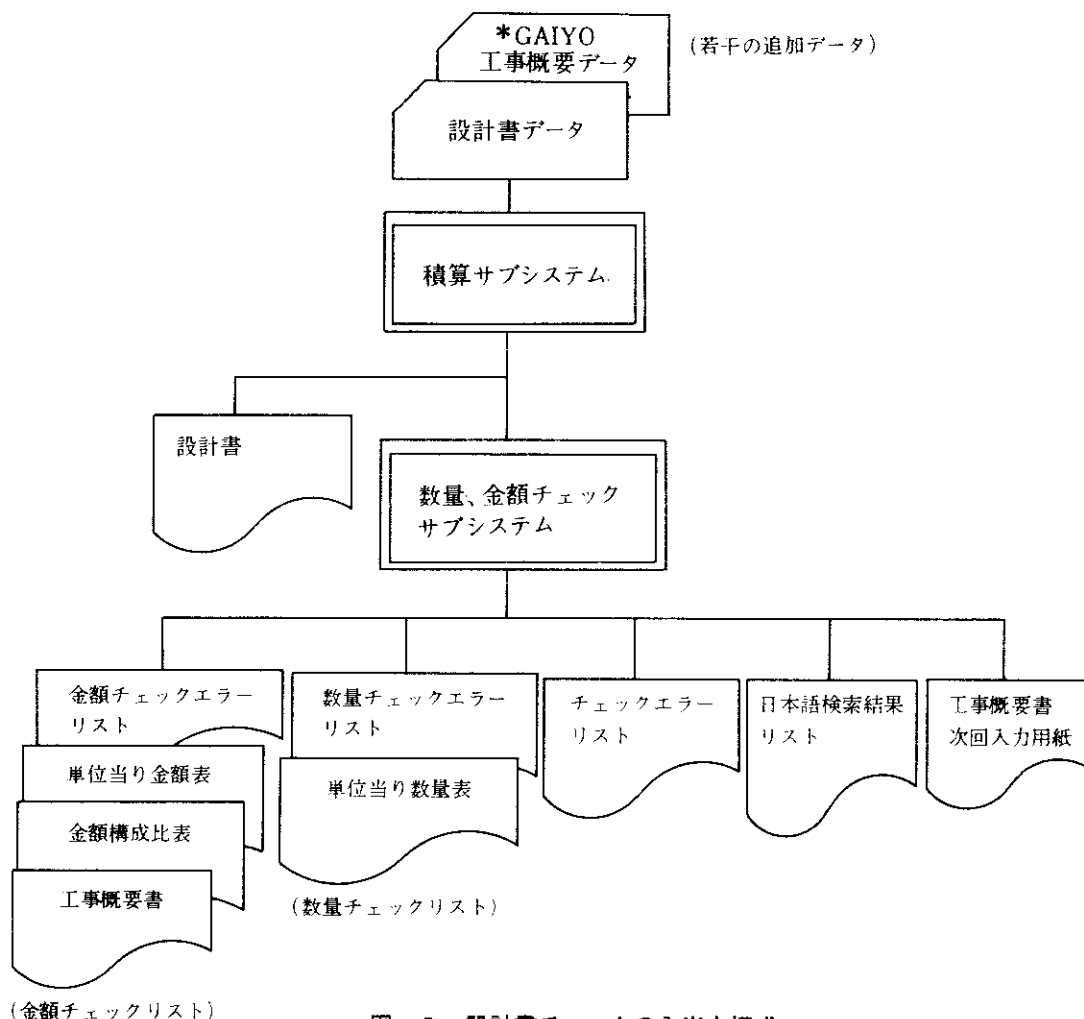 *GAIYO
工事概要データ
(若干の追加データ)
設計書データ
積算サブシステム
設計書
数量、金額チェック
サブシステム
金額チェックエラー
リスト
単位当り金額表
金額構成比表
工事概要書
(金額チェックリスト)
数量チェックエラー
リスト
単位当り数量表
(数量チェックリスト)
チェックエラー
リスト
日本語検索結果
リスト
工事概要書
次回入力用紙